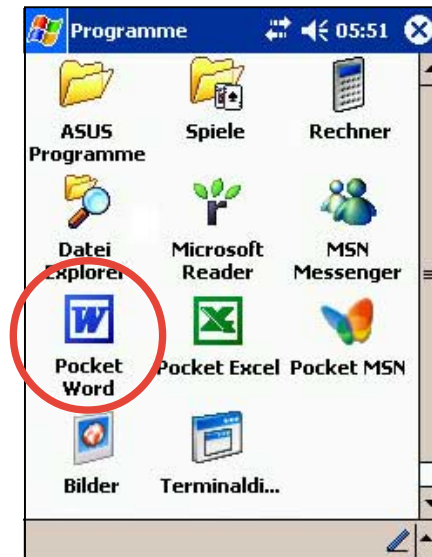 Programme 05:51
ASUS Spiele Rechner
Programme
Datei Microsoft MSN
Explorer Reader Messenger
Pocket Pocket Excel Pocket MSN
Word
Bilder Terminaldi...